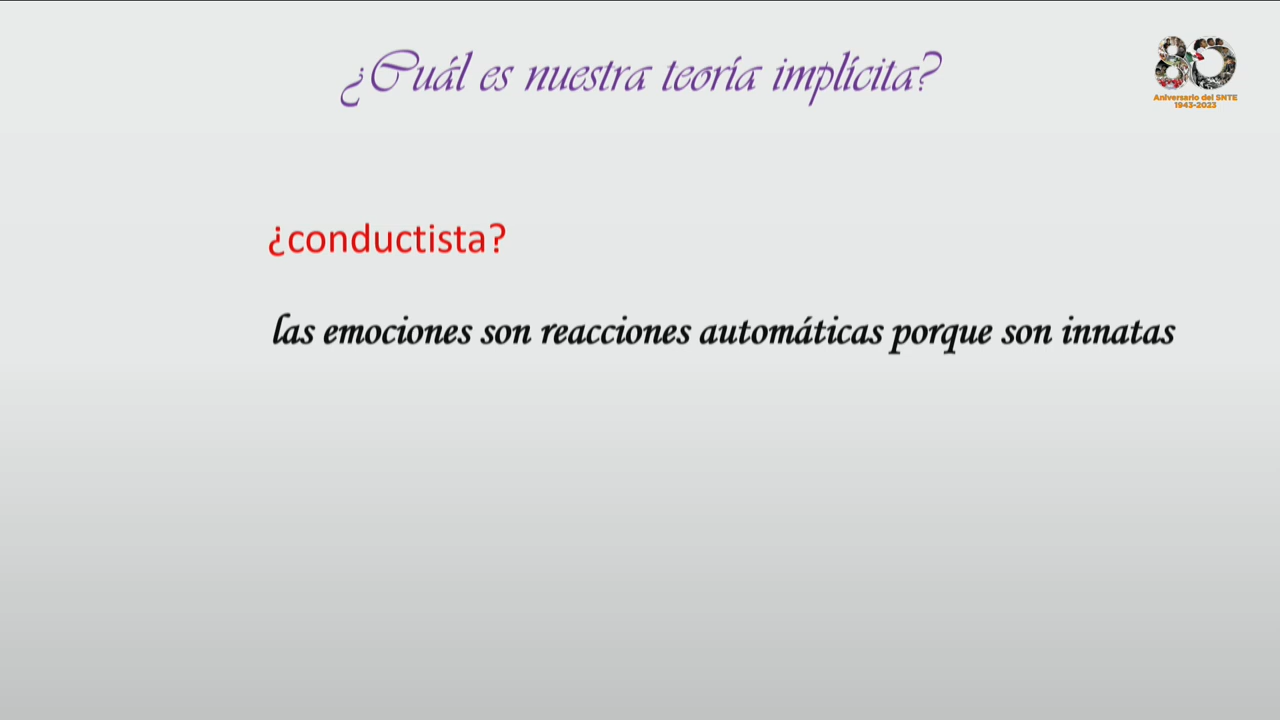 ¿Cuál es nuestra teoría implícita?
80
Aniversario del SNTE
1943-2023
¿conductista?
las emociones son reacciones automáticas porque son innatas